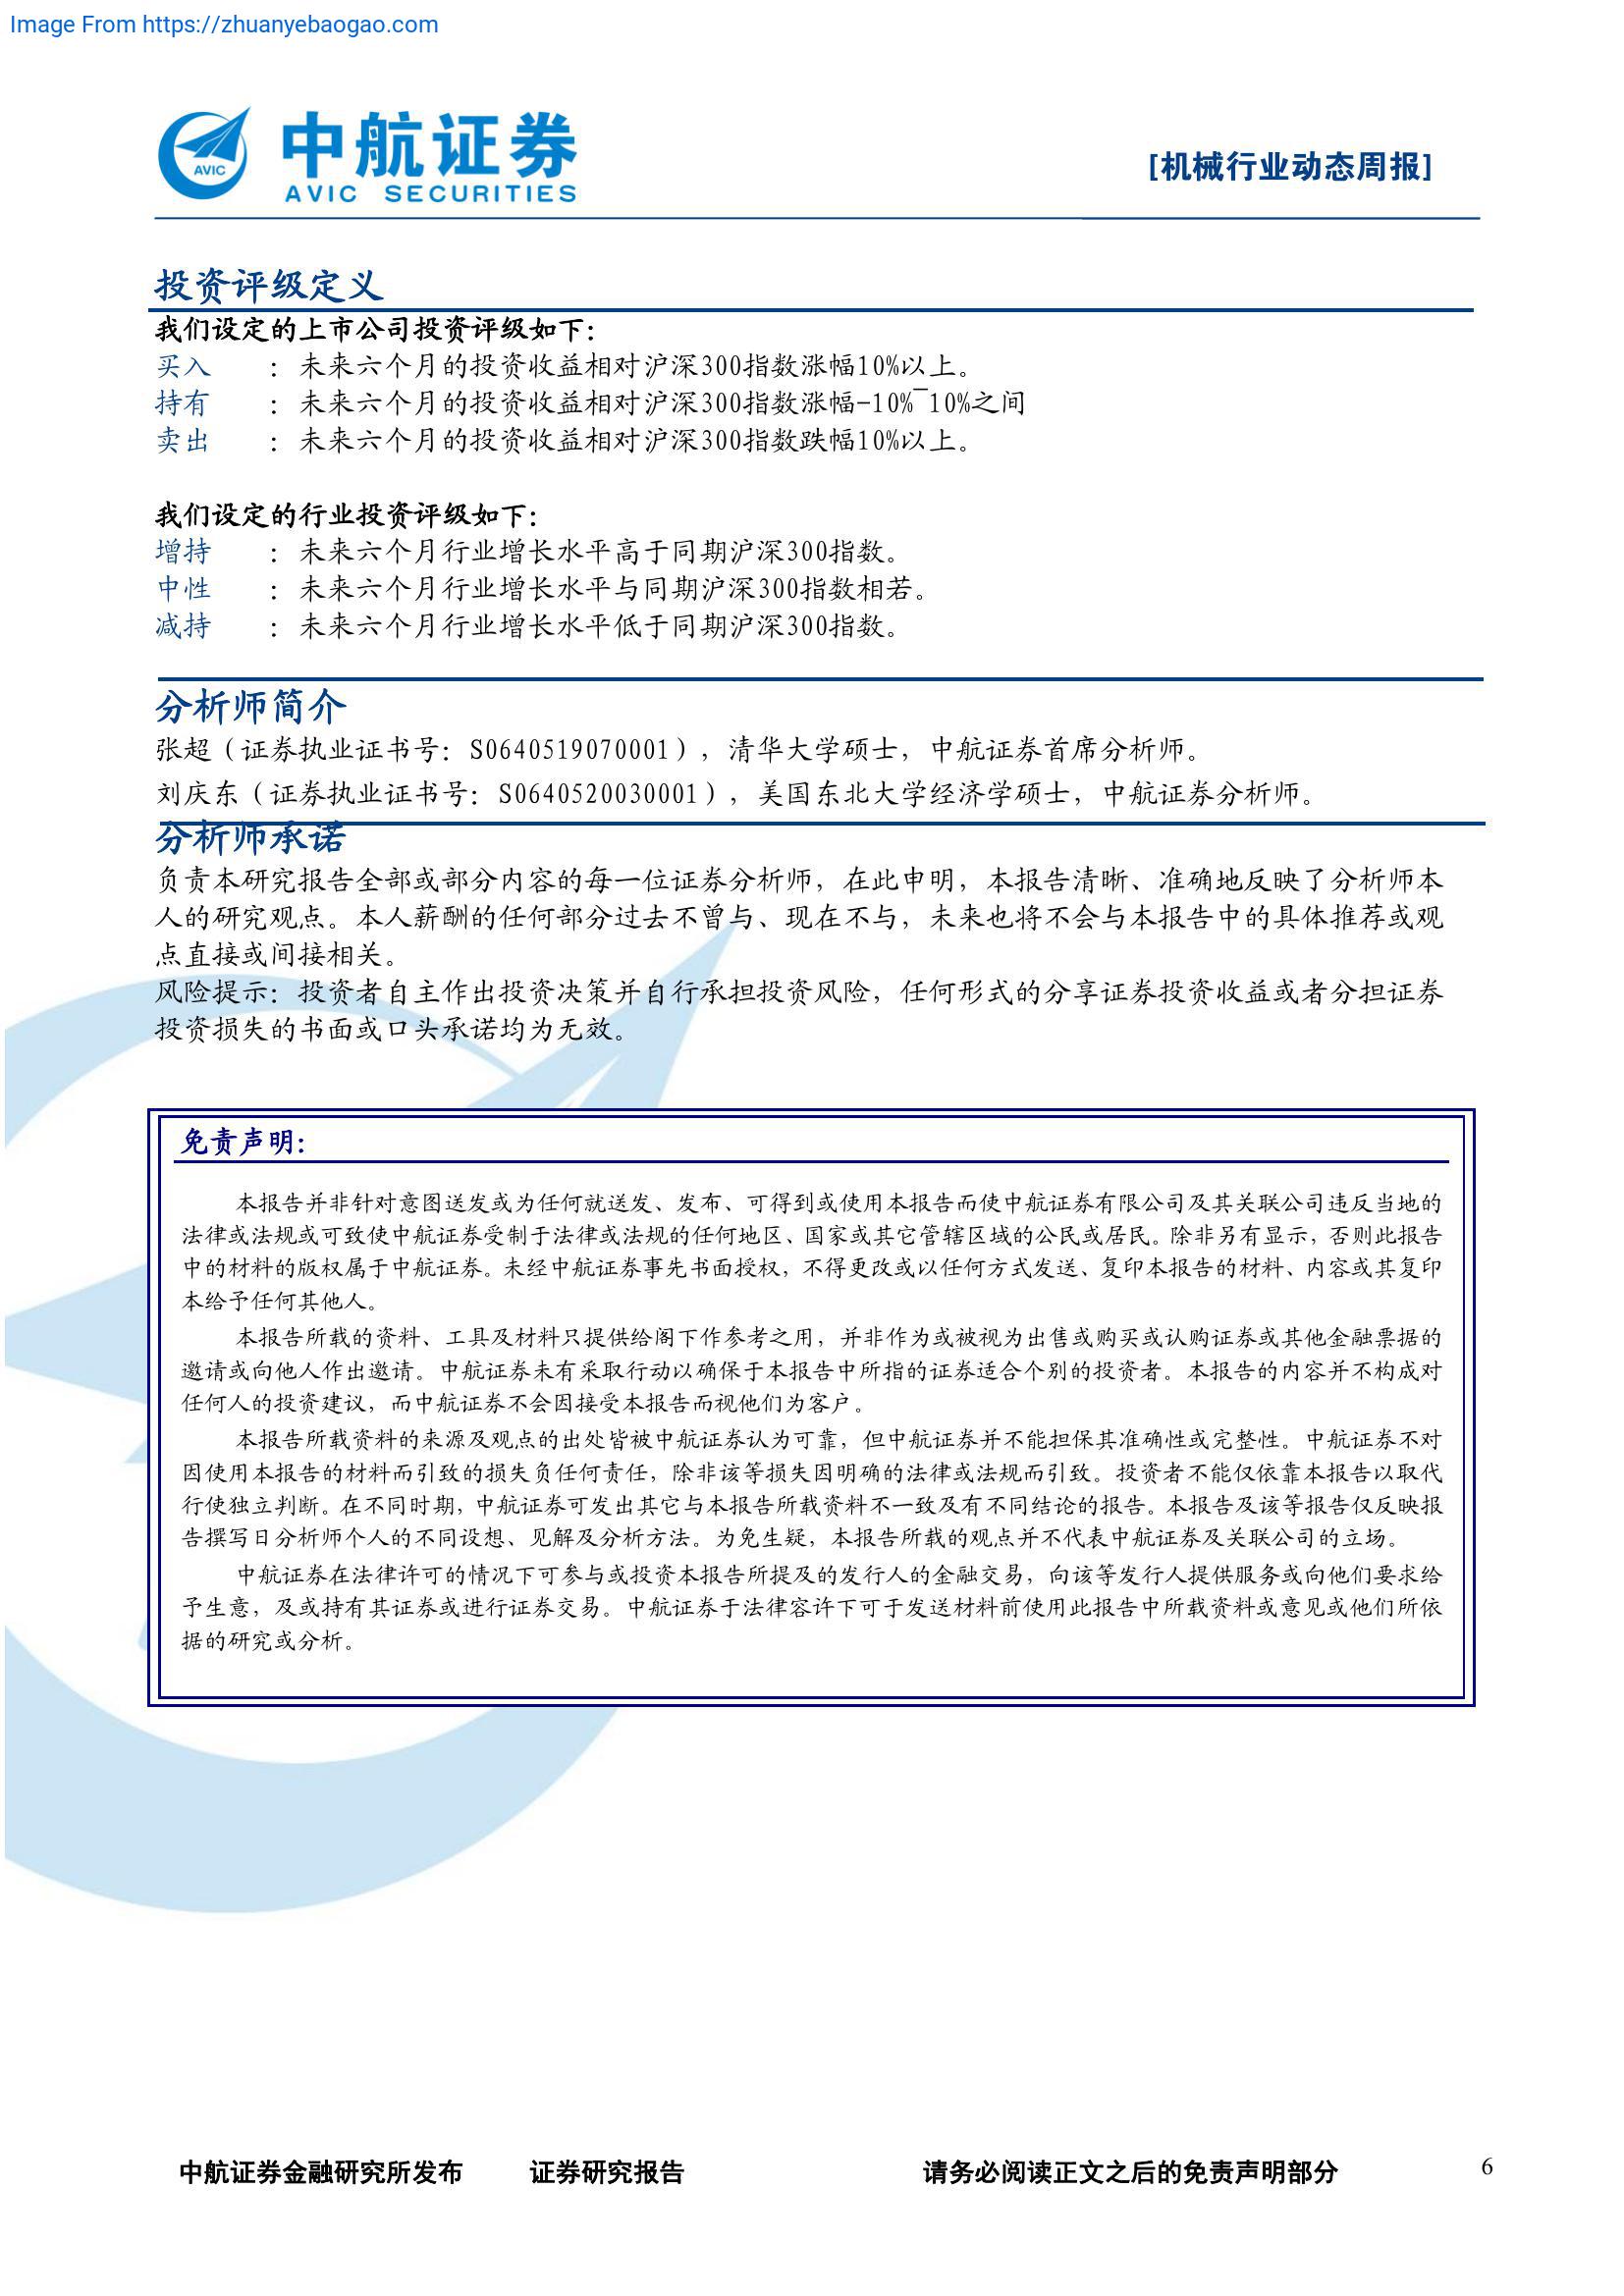 Image From https://zhuanyebaogao.com
AVIC
中航证券
AVIC SECURITIES
[机械行业动态周报]
投资评级定义
我们设定的上市公司投资评级如下：
买入 ：未来六个月的投资收益相对沪深300指数涨幅10%以上。
持有 ：未来六个月的投资收益相对沪深300指数涨幅-10%~10%之间
卖出 ：未来六个月的投资收益相对沪深300指数跌幅10%以上。
我们设定的行业投资评级如下：
增持 ：未来六个月行业增长水平高于同期沪深300指数。
中性 ：未来六个月行业增长水平与同期沪深300指数相若。
减持 ：未来六个月行业增长水平低于同期沪深300指数。
分析师简介
张超（证券执业证书号：S0640519070001），清华大学硕士，中航证券首席分析师。
刘庆东（证券执业证书号：S0640520030001），美国东北大学经济学硕士，中航证券分析师。
分析师承诺
负责本研究报告全部或部分内容的每一位证券分析师，在此申明，本报告清晰、准确地反映了分析师本
人的研究观点。本人薪酬的任何部分过去不曾与、现在不与，未来也将不会与本报告中的具体推荐或观
点直接或间接相关。
风险提示：投资者自主作出投资决策并自行承担投资风险，任何形式的分享证券投资收益或者分担证券
投资损失的书面或口头承诺均为无效。
免责声明：
本报告并非针对意图送发或为任何就送发、发布、可得到或使用本报告而使中航证券有限公司及其关联公司违反当地的
法律或法规或可致使中航证券受制于法律或法规的任何地区、国家或其它管辖区域的公民或居民。除非另有显示，否则此报告
中的材料的版权属于中航证券。未经中航证券事先书面授权，不得更改或以任何方式发送、复印本报告的材料、内容或其复印
本给予任何其他人。
本报告所载的资料、工具及材料只提供给阁下作参考之用，并非作为或被视为出售或购买或认购证券或其他金融票据的
邀请或向他人作出邀请。中航证券未有采取行动以确保于本报告中所指的证券适合个别的投资者。本报告的内容并不构成对
任何人的投资建议，而中航证券不会因接受本报告而视他们为客户。
本报告所载资料的来源及观点的出处皆被中航证券认为可靠，但中航证券并不能担保其准确性或完整性。中航证券不对
因使用本报告的材料而引致的损失负任何责任，除非该等损失因明确的法律或法规而引致。投资者不能仅依靠本报告以取代
行使独立判断。在不同时期，中航证券可发出其它与本报告所载资料不一致及有不同结论的报告。本报告及该等报告仅反映报
告撰写日分析师个人的不同设想、见解及分析方法。为免生疑，本报告所载的观点并不代表中航证券及关联公司的立场。
中航证券在法律许可的情况下可参与或投资本报告所提及的发行人的金融交易，向该等发行人提供服务或向他们要求给
予生意，及或持有其证券或进行证券交易。中航证券于法律容许下可于发送材料前使用此报告中所载资料或意见或他们所依
据的研究或分析。
中航证券金融研究所发布 证券研究报告 请务必阅读正文之后的免责声明部分 6